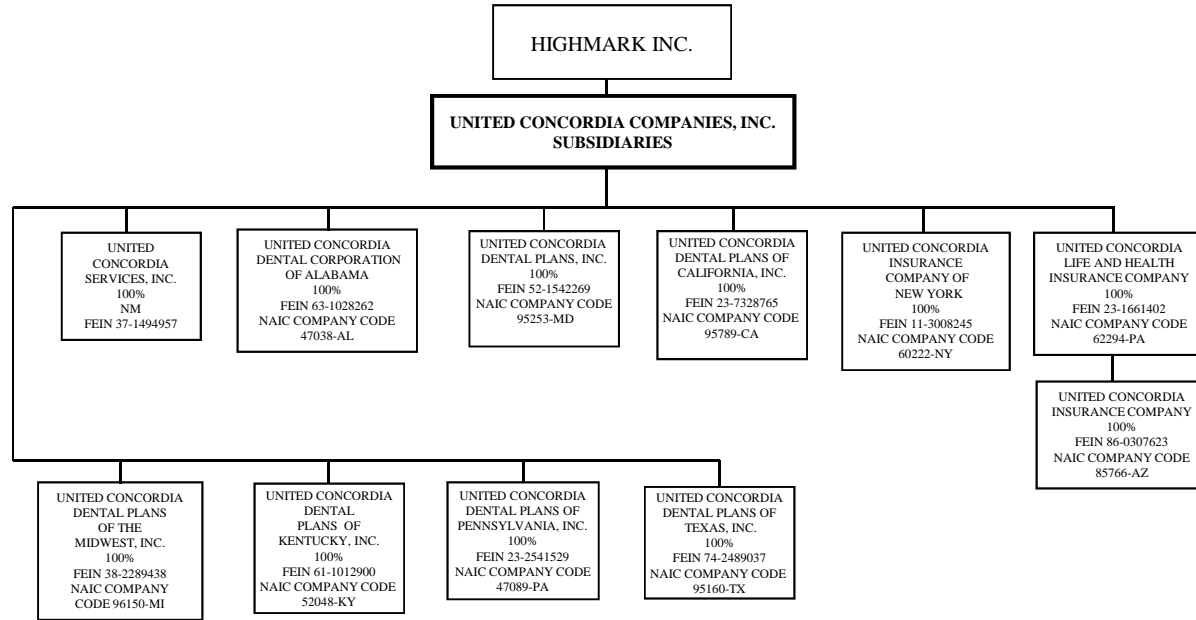 HIGHMARK INC.
UNITED CONCORDIA COMPANIES, INC.
SUBSIDIARIES
UNITED
CONCORDIA
SERVICES, INC.
100%
NM
FEIN 37-1494957
UNITED CONCORDIA
DENTAL CORPORATION
OF ALABAMA
100%
FEIN 63-1028262
NAIC COMPANY CODE
47038-AL
UNITED CONCORDIA
DENTAL PLANS, INC.
100%
FEIN 52-1542269
NAIC COMPANY CODE
95253-MD
UNITED CONCORDIA
DENTAL PLANS OF
CALIFORNIA, INC.
100%
FEIN 23-7328765
NAIC COMPANY CODE
95789-CA
UNITED CONCORDIA
INSURANCE
COMPANY OF
NEW YORK
100%
FEIN 11-3008245
NAIC COMPANY CODE
60222-NY
UNITED CONCORDIA
LIFE AND HEALTH
INSURANCE COMPANY
100%
FEIN 23-1661402
NAIC COMPANY CODE
62294-PA
UNITED CONCORDIA
INSURANCE COMPANY
100%
FEIN 86-0307623
NAIC COMPANY CODE
85766-AZ
UNITED CONCORDIA
DENTAL PLANS
OF THE
MIDWEST, INC.
100%
FEIN 38-2289438
NAIC COMPANY
CODE 96150-MI
UNITED CONCORDIA
DENTAL
PLANS OF
KENTUCKY, INC.
100%
FEIN 61-1012900
NAIC COMPANY CODE
52048-KY
UNITED CONCORDIA
DENTAL PLANS OF
PENNSYLVANIA, INC.
100%
FEIN 23-2541529
NAIC COMPANY CODE
47089-PA
UNITED CONCORDIA
DENTAL PLANS OF
TEXAS, INC.
100%
FEIN 74-2489037
NAIC COMPANY CODE
95160-TX